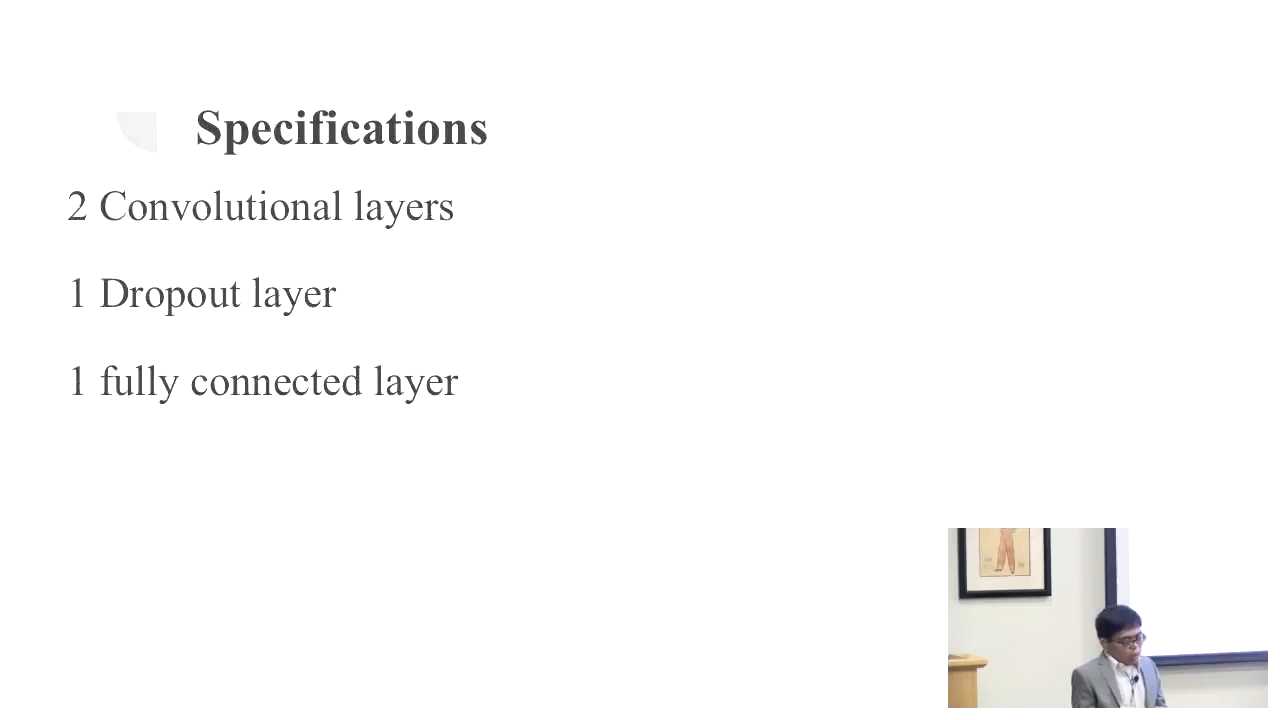 Specifications
2 Convolutional layers
1 Dropout layer
1 fully connected layer